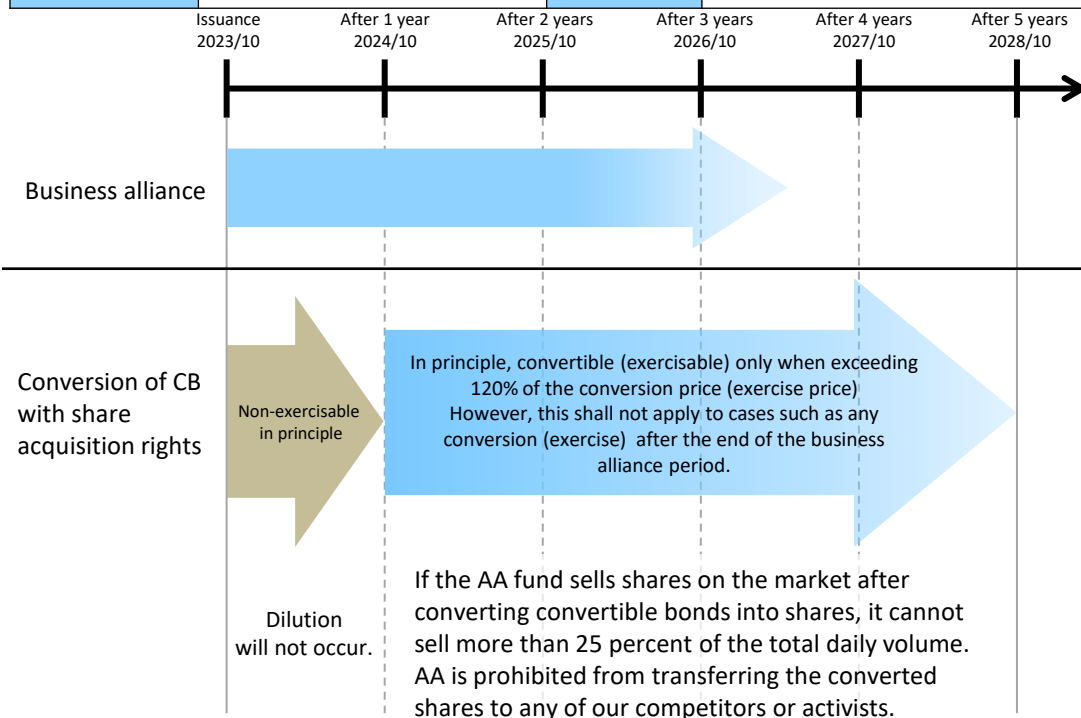 Issuance
2023/10
After 1 year
2024/10
After 2 years
2025/10
After 3 years
2026/10
After 4 years
2027/10
After 5 years
2028/10
Business alliance
Conversion of CB
with share
acquisition rights
Non-exercisable
in principle
In principle, convertible (exercisable) only when exceeding
120% of the conversion price (exercise price)
However, this shall not apply to cases such as any
conversion (exercise) after the end of the business
alliance period.
Dilution
will not occur.
If the AA fund sells shares on the market after
converting convertible bonds into shares, it cannot
sell more than 25 percent of the total daily volume.
AA is prohibited from transferring the converted
shares to any of our competitors or activists.